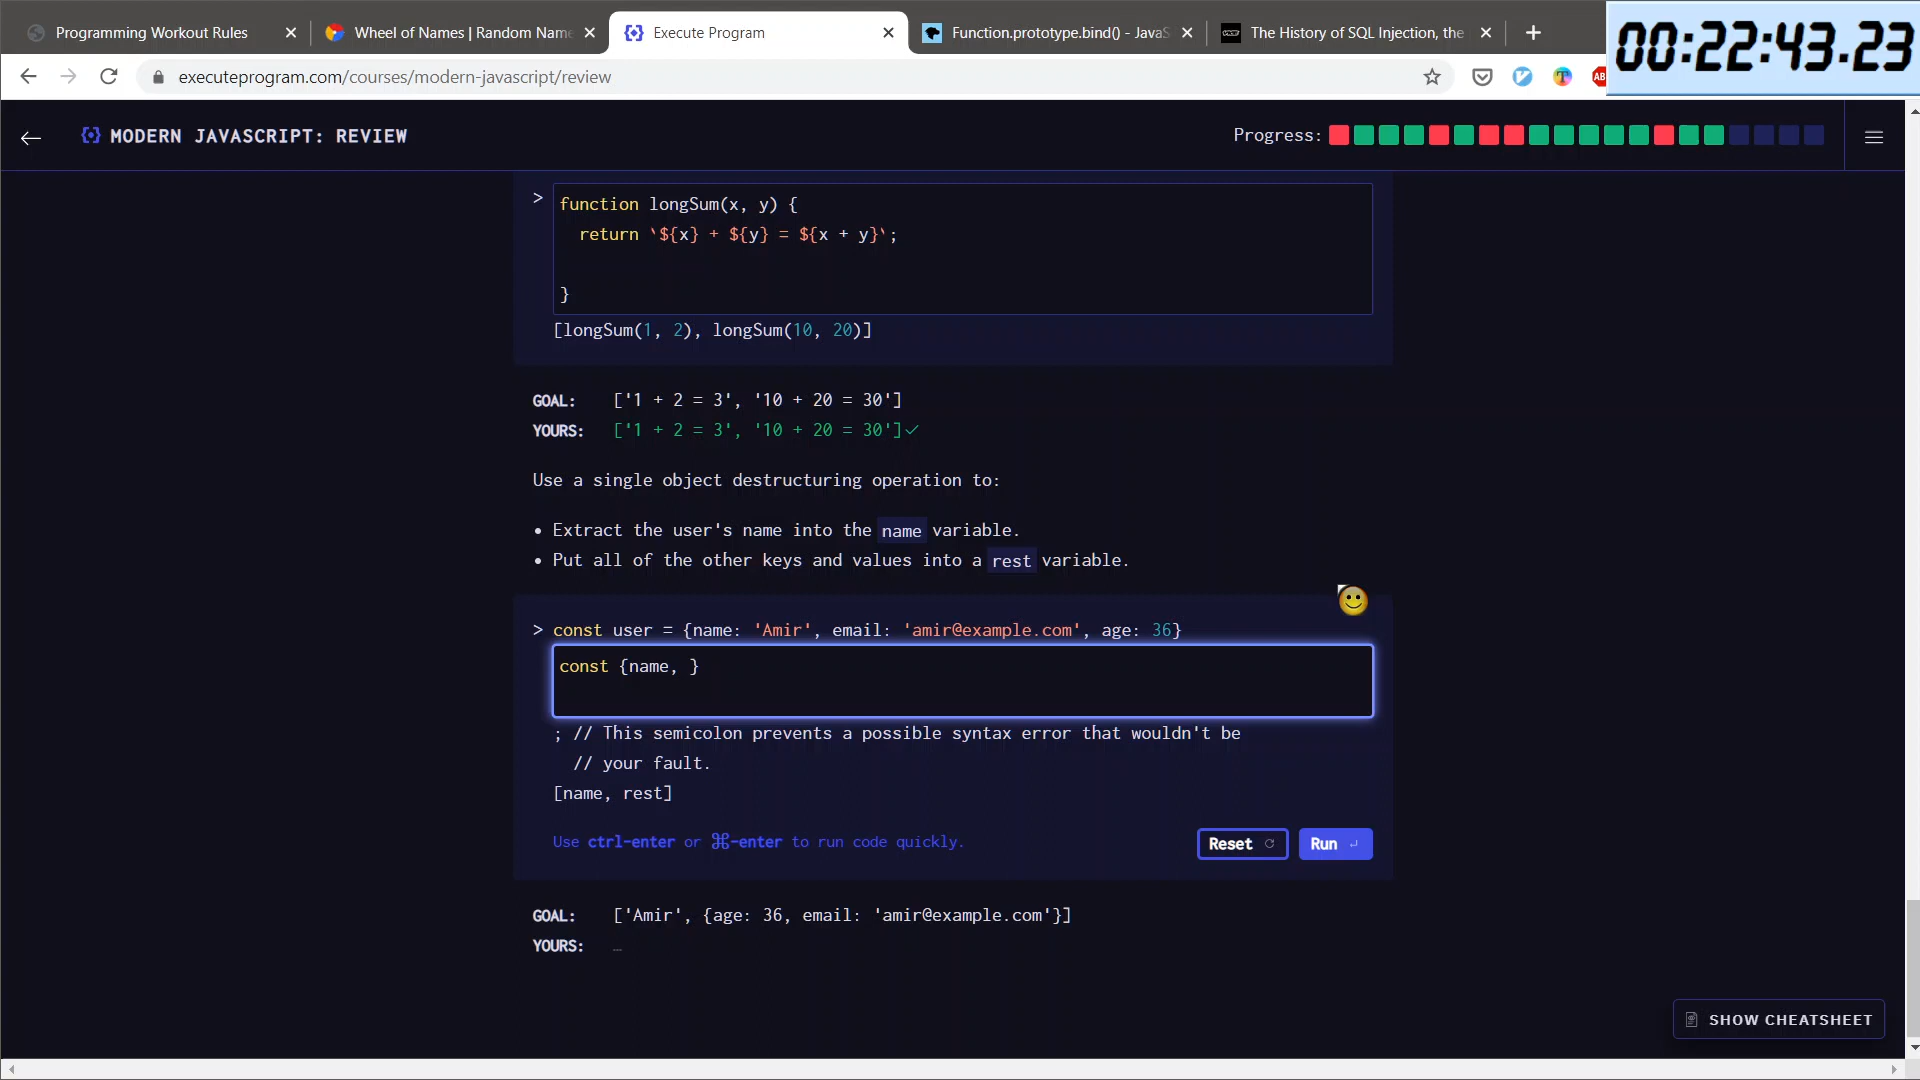 Programming Workout Rules
Wheel of Names | Random Name
Execute Program
Function.prototype.bind() - JavaS
The History of SQL Injection, the
00:22:43.23
executeprogram.com/courses/modern-javascript/review
MODERN JAVASCRIPT: REVIEW
Progress:
> function longSum(x, y) {
return `${x} + ${y} = ${x + y}`;
}
[longSum(1, 2), longSum(10, 20)]
GOAL: ['1 + 2 = 3', '10 + 20 = 30']
YOURS: ['1 + 2 = 3', '10 + 20 = 30']✓
Use a single object destructuring operation to:
• Extract the user's name into the name variable.
• Put all of the other keys and values into a rest variable.
> const user = {name: 'Amir', email: 'amir@example.com', age: 36}
const {name, }
; // This semicolon prevents a possible syntax error that wouldn't be
// your fault.
[name, rest]
Use ctrl-enter or ⌘-enter to run code quickly.
Reset
Run
GOAL: ['Amir', {age: 36, email: 'amir@example.com'}]
YOURS: …
SHOW CHEATSHEET